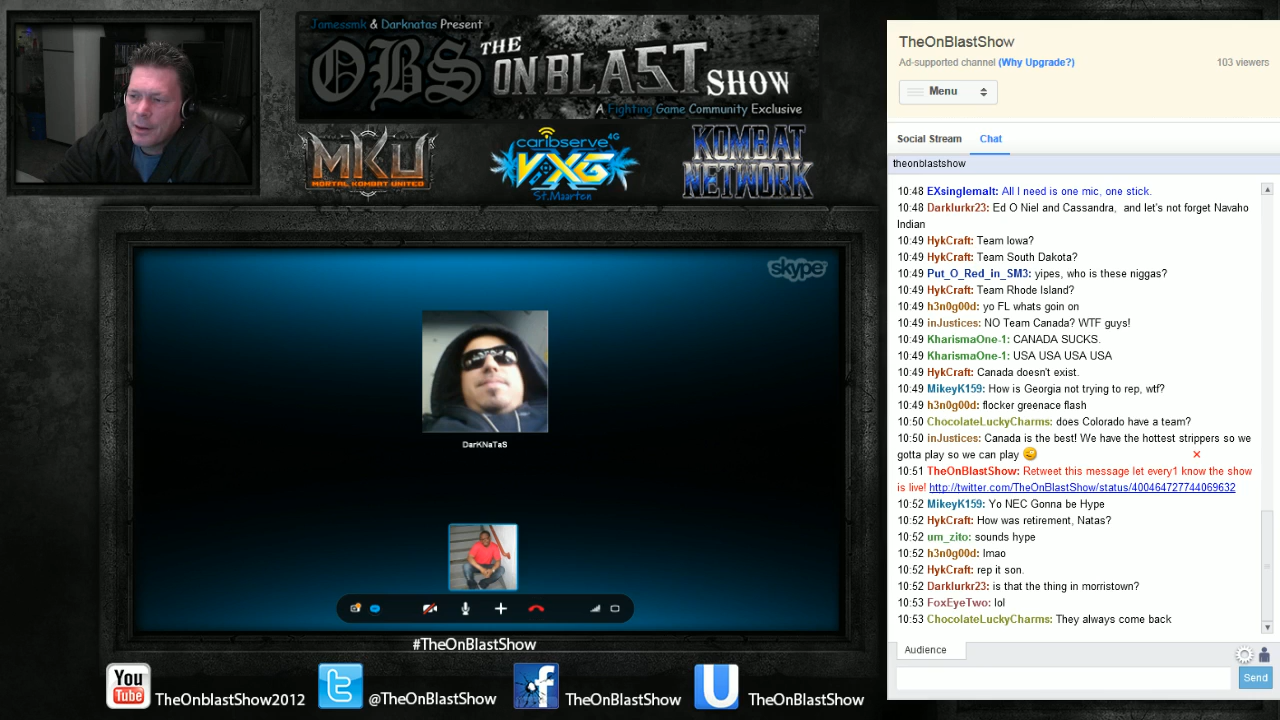 Jamessmk & Darknatas Present
OBS THE ON BLAST SHOW
A Fighting Game Community Exclusive
MKU
MORTAL KOMBAT UNITED
caribserve 4G
VXG
St.Maarten
KOMBAT
NETWORK
skype
DarKNaTaS
#TheOnBlastShow
You
Tube
TheOnblastShow2012
@TheOnBlastShow
TheOnBlastShow
TheOnBlastShow
TheOnBlastShow
Ad-supported channel (Why Upgrade?)
103 viewers
Menu
Social Stream
Chat
theonblastshow
10:48 EXsinglemalt: All I need is one mic, one stick.
10:48 Darklurkr23: Ed O Niel and Cassandra, and let's not forget Navaho
Indian
10:49 HykCraft: Team Iowa?
10:49 HykCraft: Team South Dakota?
10:49 Put_O_Red_in_SM3: yipes, who is these niggas?
10:49 HykCraft: Team Rhode Island?
10:49 h3n0g00d: yo FL whats goin on
10:49 inJustices: NO Team Canada? WTF guys!
10:49 KharismaOne-1: CANADA SUCKS.
10:49 KharismaOne-1: USA USA USA USA
10:49 HykCraft: Canada doesn't exist.
10:49 MikeyK159: How is Georgia not trying to rep, wtf?
10:49 h3n0g00d: flocker greenace flash
10:50 ChocolateLuckyCharms: does Colorado have a team?
10:50 inJustices: Canada is the best! We have the hottest strippers so we
gotta play so we can play
10:51 TheOnBlastShow: Retweet this message let every1 know the show
is live! http://twitter.com/TheOnBlastShow/status/400464727744069632
10:52 MikeyK159: Yo NEC Gonna be Hype
10:52 HykCraft: How was retirement, Natas?
10:52 um_zito: sounds hype
10:52 h3n0g00d: lmao
10:52 HykCraft: rep it son.
10:52 Darklurkr23: is that the thing in morristown?
10:53 FoxEyeTwo: lol
10:53 ChocolateLuckyCharms: They always come back
Audience
Send